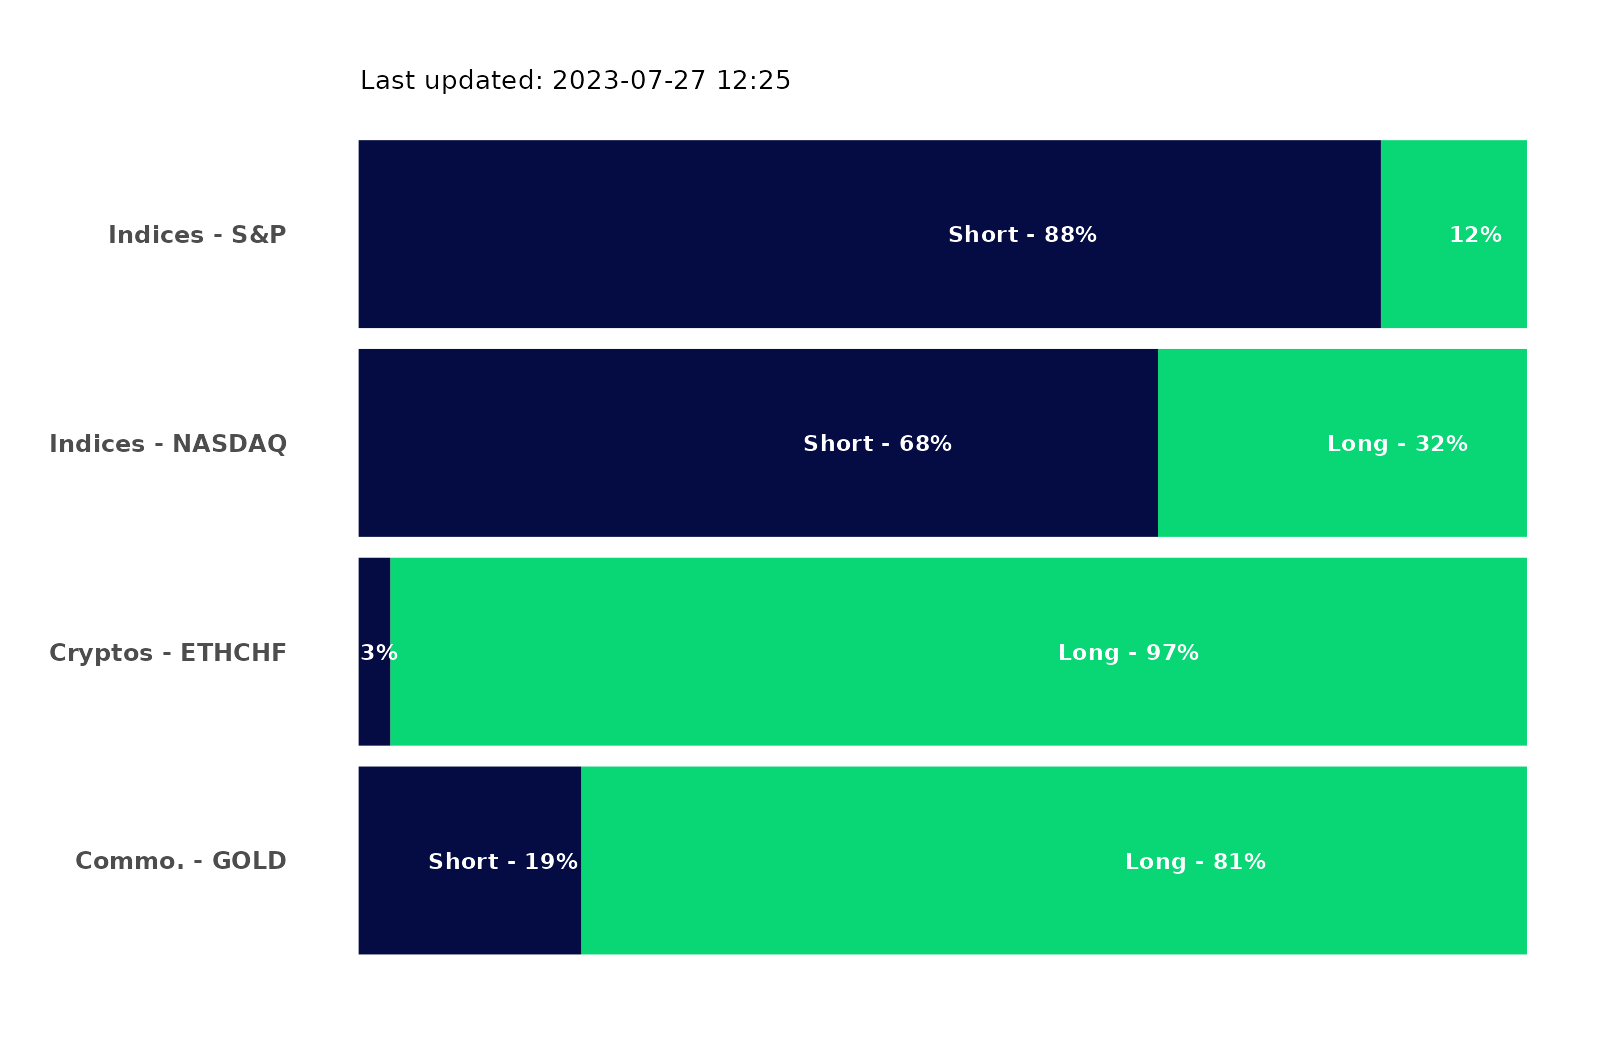 Last updated: 2023-07-27 12:25
Indices - S&P
Short - 88%
12%
Indices - NASDAQ
Short - 68%
Long - 32%
Cryptos - ETHCHF
3%
Long - 97%
Commo. - GOLD
Short - 19%
Long - 81%